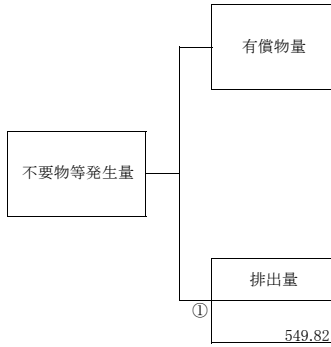 有償物量
不要物等発生量
排出量
①
549.82